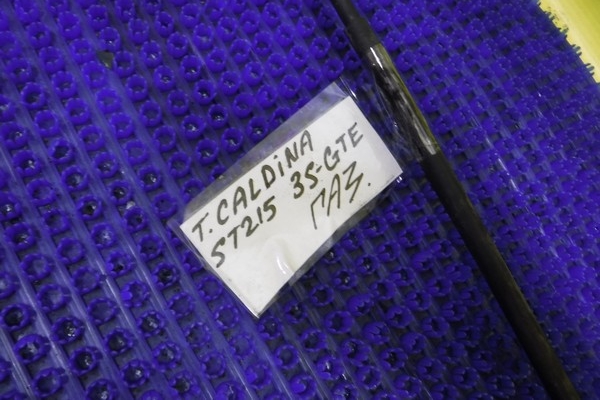 T. CALDINA
ST215 3S-GTE
ГАЗ.